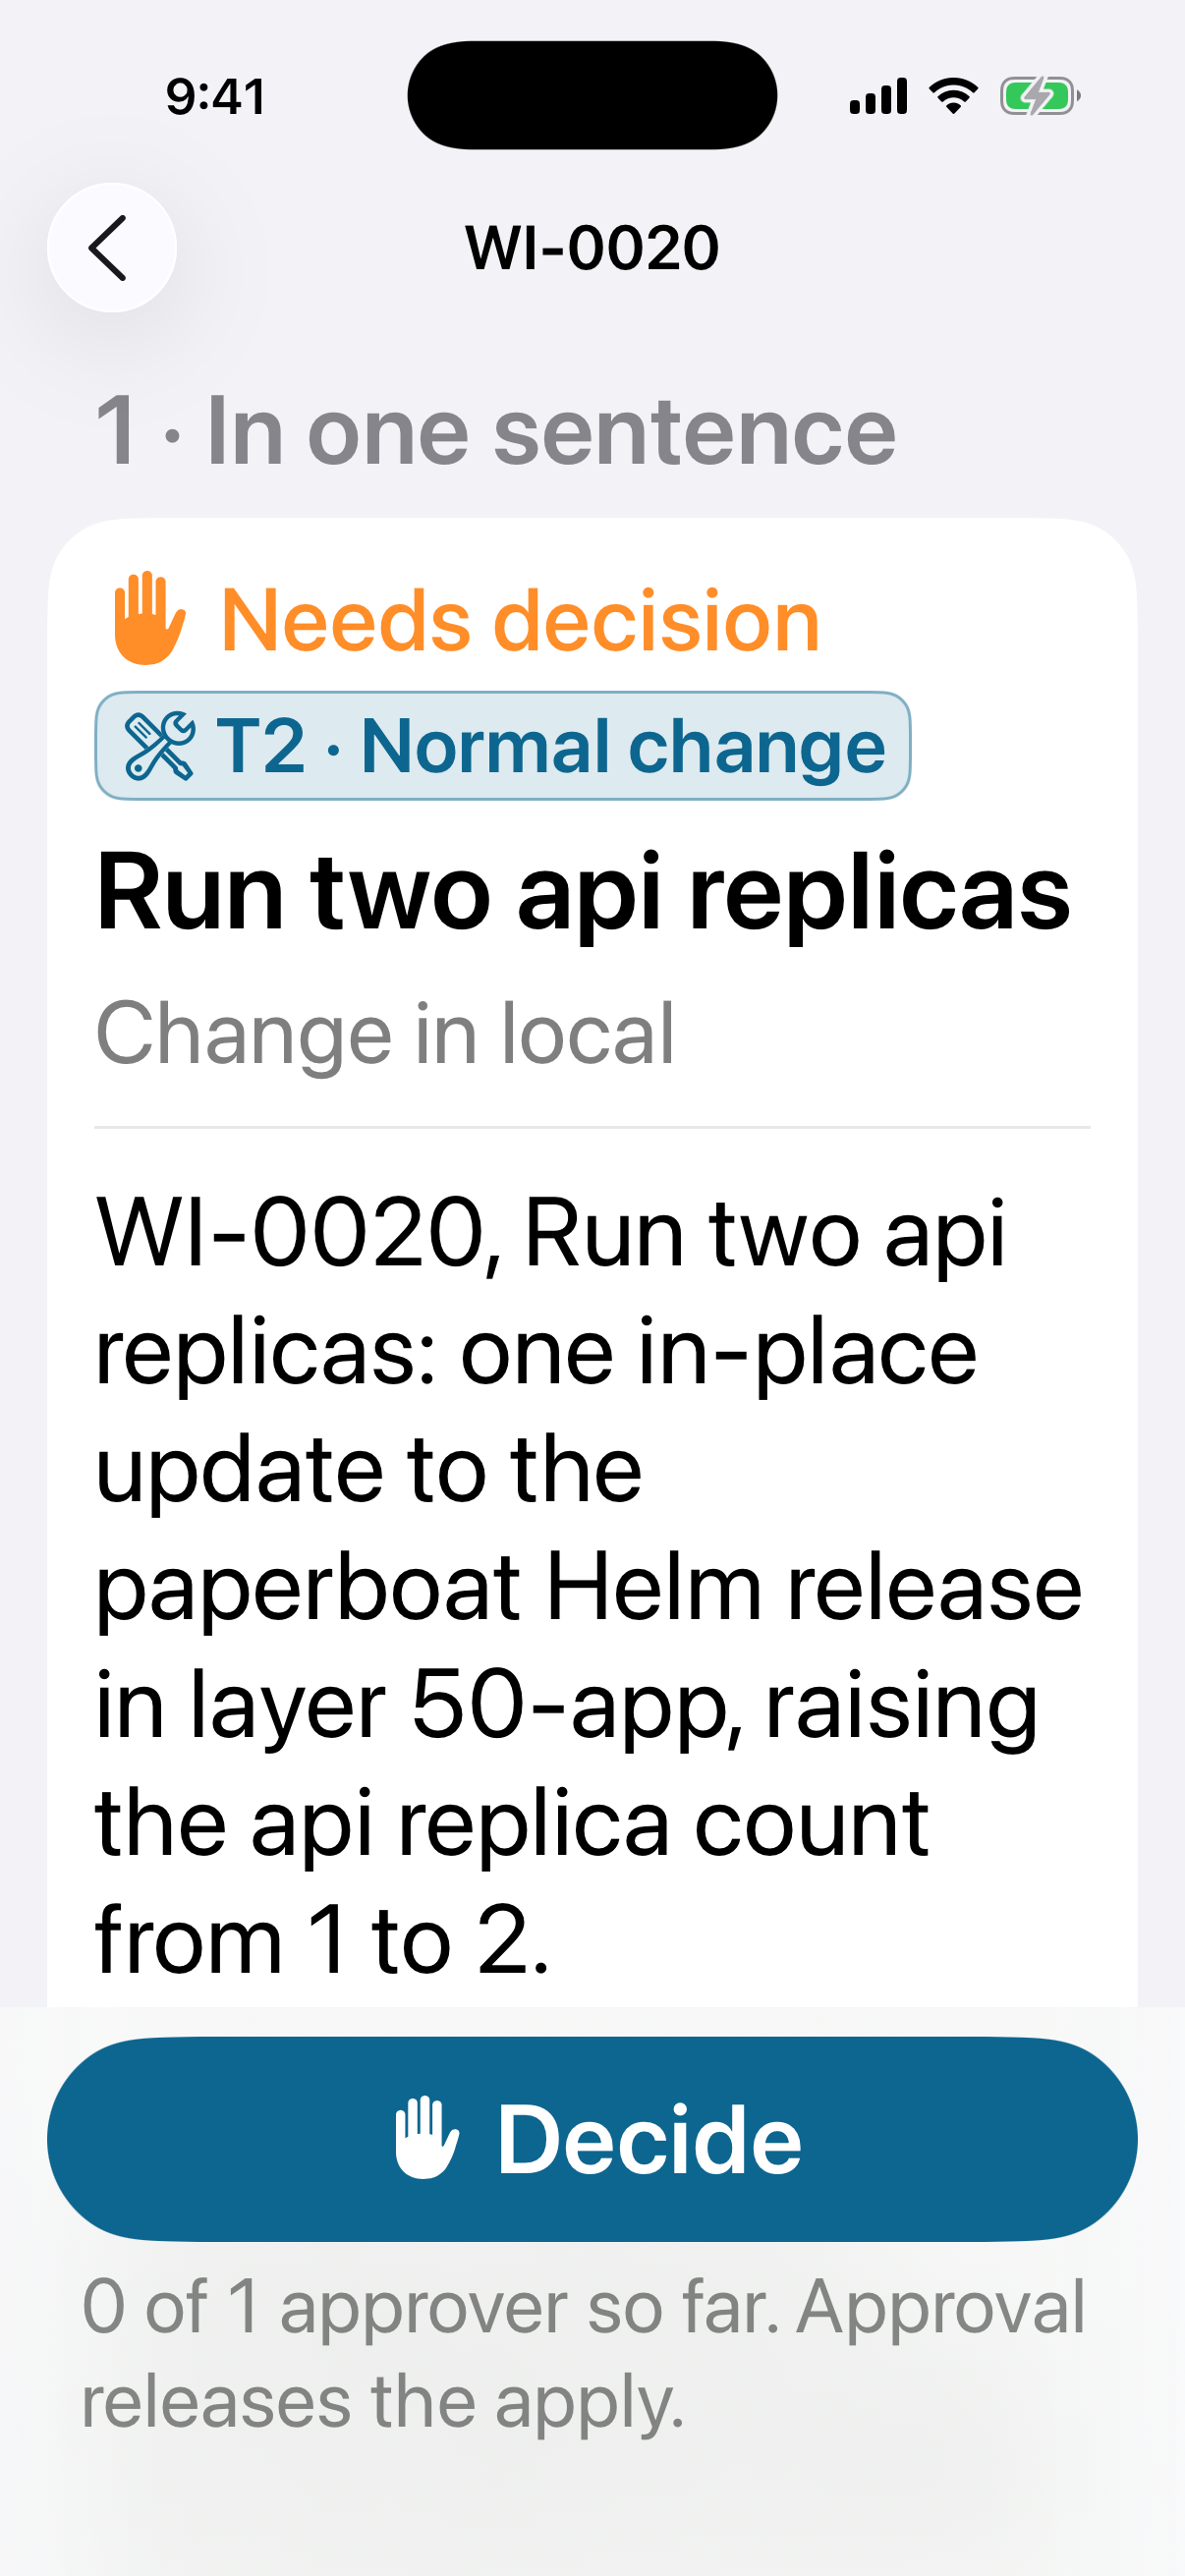 9:41
WI-0020
1 · In one sentence
Needs decision
T2 · Normal change
Run two api replicas
Change in local
WI-0020, Run two api
replicas: one in-place
update to the
paperboat Helm release
in layer 50-app, raising
the api replica count
from 1 to 2.
Decide
0 of 1 approver so far. Approval
releases the apply.